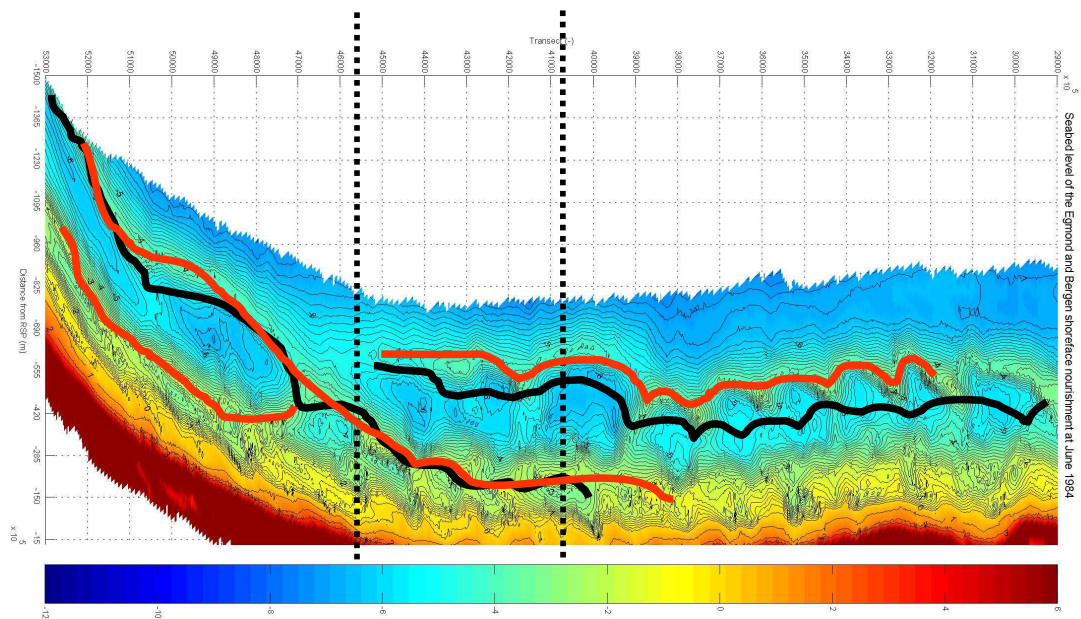 Transect (-)
53000 52000 51000 50000 49000 48000 47000 46000 45000 44000 43000 42000 41000 40000 39000 38000 37000 36000 35000 34000 33000 32000 31000 30000 29000
x 10 5
-1500
-1365
-1230
-1095
-960
-825
-690
-555
-420
-285
-150
-15
Distance from RSP (m)
x 10 5
Seabed level of the Egmond and Bergen shoreface nourishment at June 1984
-12 -10 -8 -6 -4 -2 0 2 4 6